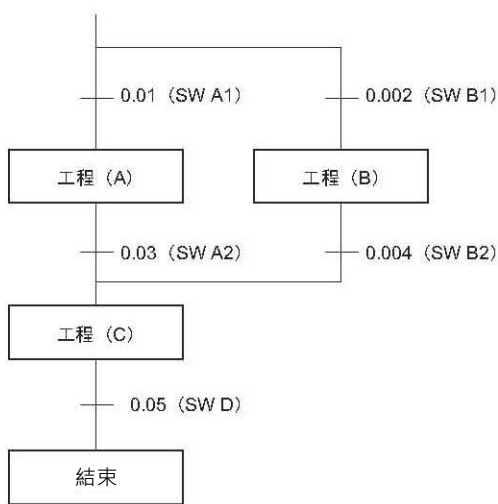 0.01（SW A1）
0.002（SW B1）
工程（A）
工程（B）
0.03（SW A2）
0.004（SW B2）
工程（C）
0.05（SW D）
結束